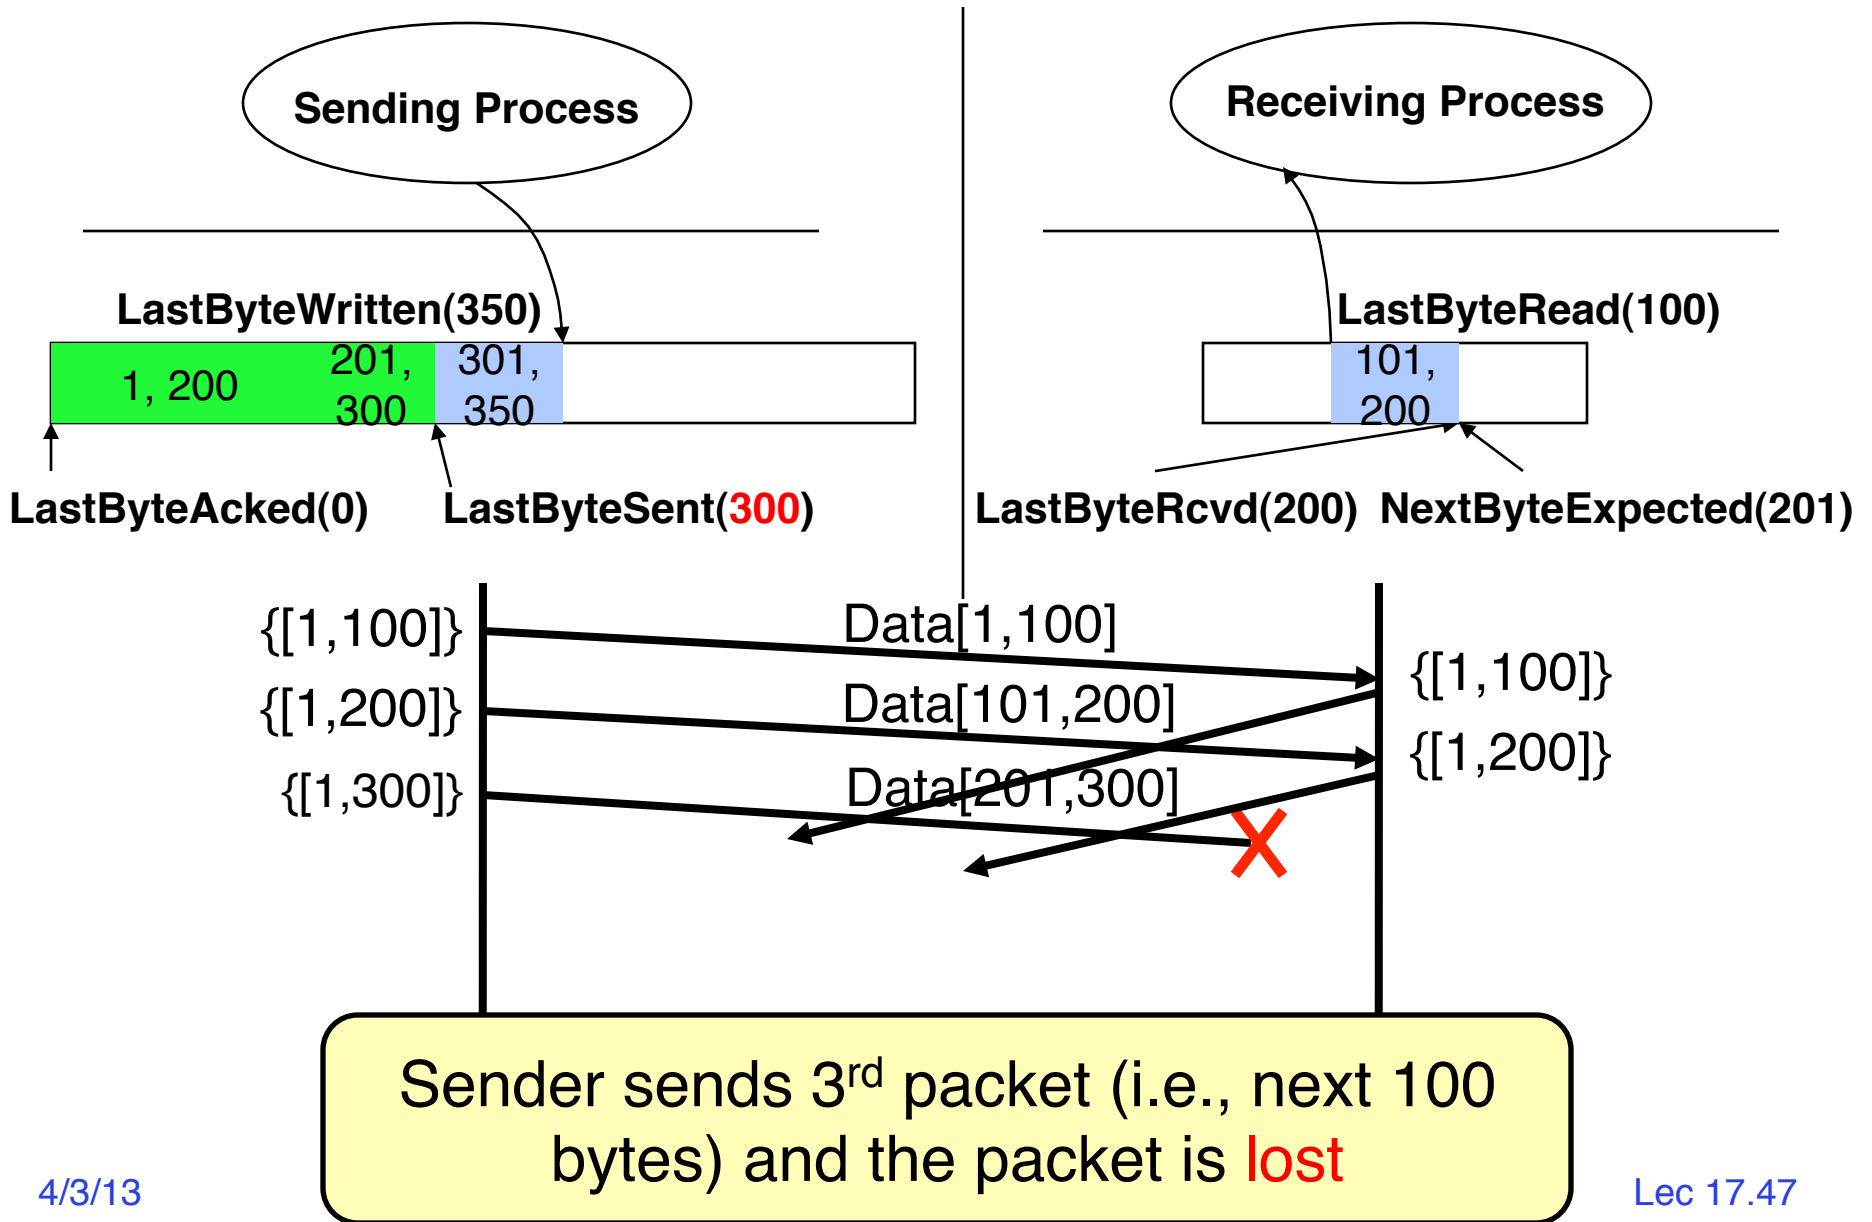 Sending Process
Receiving Process
LastByteWritten(350)
LastByteRead(100)
1, 200
201,
300
301,
350
101,
200
LastByteAcked(0)
LastByteSent(300)
LastByteRcvd(200)
NextByteExpected(201)
{[1,100]}
Data[1,100]
{[1,100]}
{[1,200]}
Data[101,200]
{[1,200]}
{[1,300]}
Data[201,300]
Sender sends 3rd packet (i.e., next 100
bytes) and the packet is lost
4/3/13
Lec 17.47